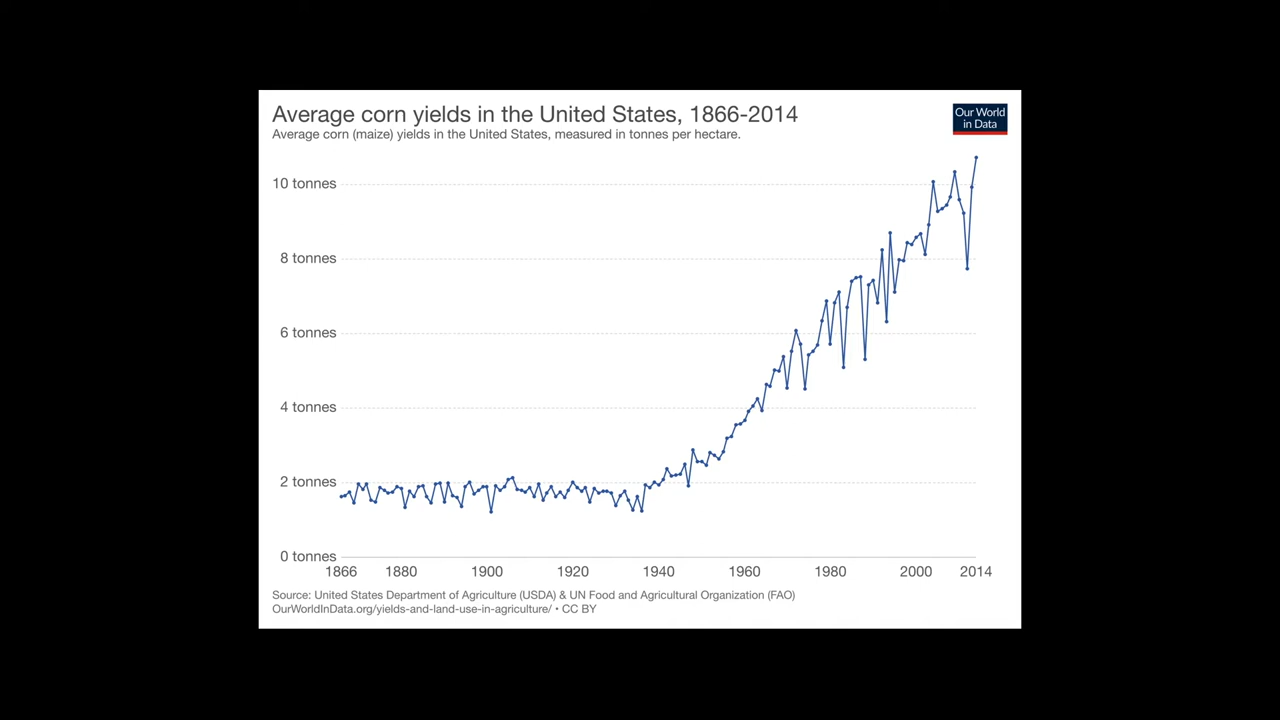 Average corn yields in the United States, 1866-2014
Average corn (maize) yields in the United States, measured in tonnes per hectare.
Our World
in Data
10 tonnes
8 tonnes
6 tonnes
4 tonnes
2 tonnes
0 tonnes
1866 1880 1900 1920 1940 1960 1980 2000 2014
Source: United States Department of Agriculture (USDA) & UN Food and Agricultural Organization (FAO)
OurWorldInData.org/yields-and-land-use-in-agriculture/ • CC BY